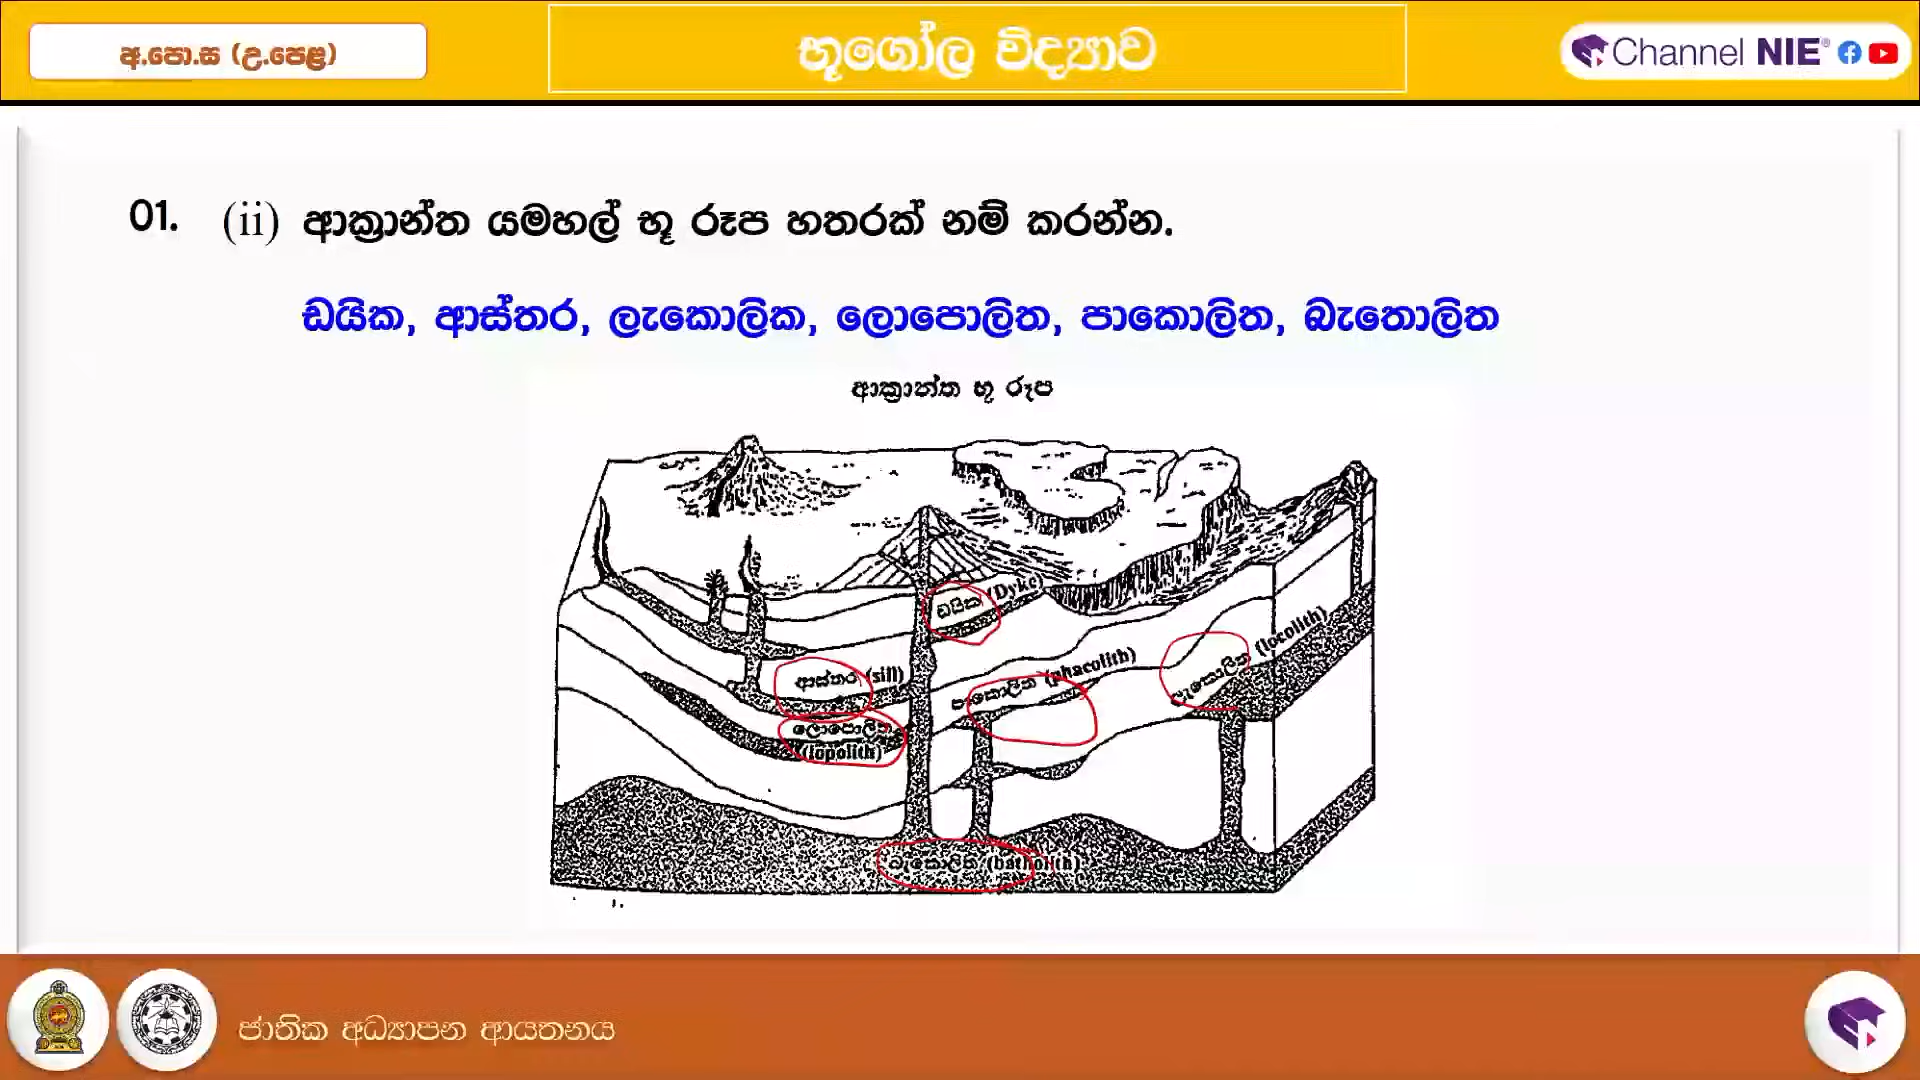 අ.පො.ස (උ.පෙළ)
භූගෝල විද්‍යාව
Channel NIE
01. (ii) ආක්‍රාන්ත යමහල් භූ රූප හතරක් නම් කරන්න.
ඩයික, ආස්තර, ලැකොලික, ලොපොලිත, පාකොලිත, බැතොලිත
ආක්‍රාන්ත භූ රූප
ඩයික (Dyke)
(locolith)
පාකොලිත (phacolith)
ආස්තර (sill)
ලොපොලිත
(lopolith)
(batholith)
ජාතික අධ්‍යාපන ආයතනය